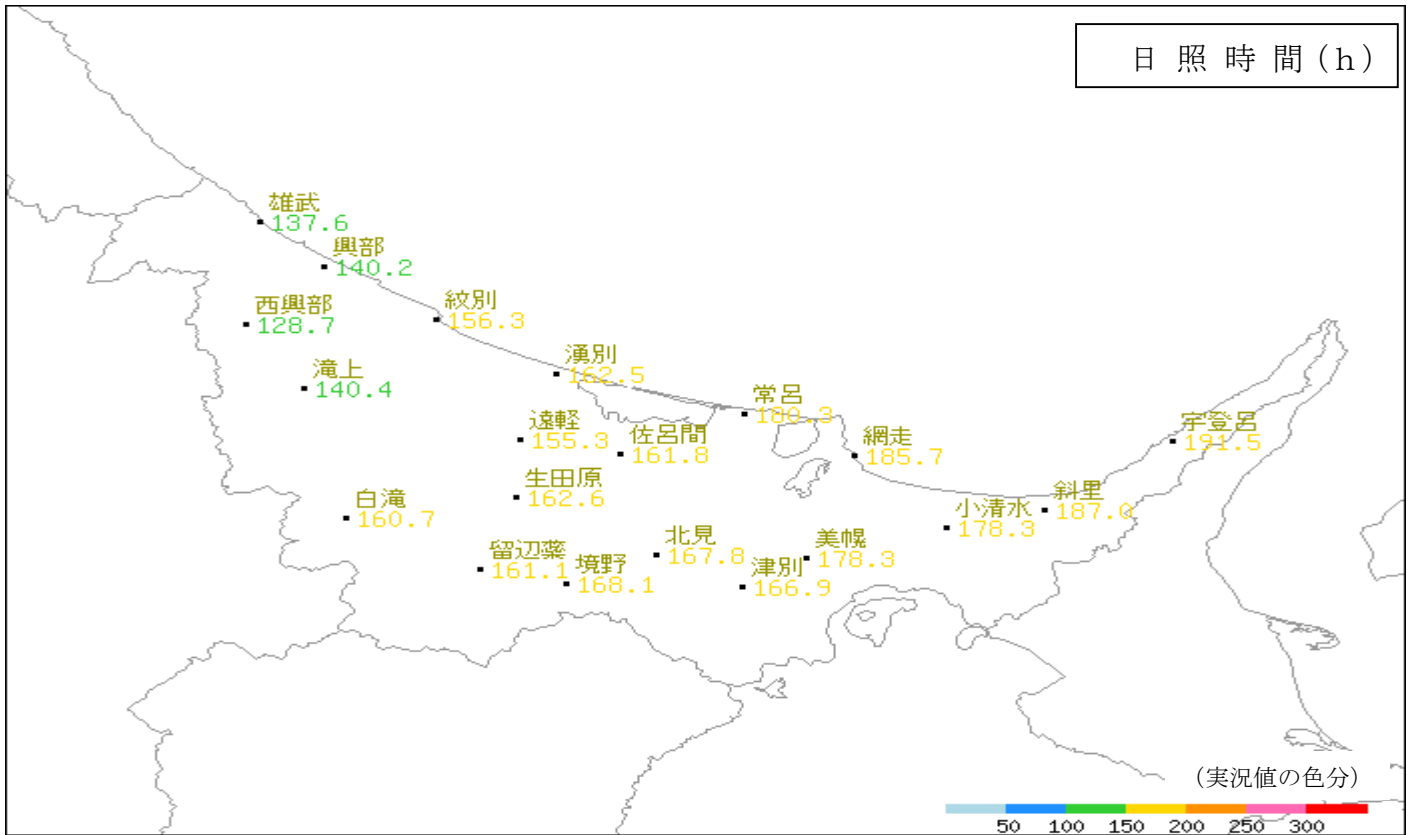 日照時間(h)
雄武
137.6
興部
140.2
西興部
128.7
紋別
156.3
滝上
140.4
湧別
162.5
常呂
180.3
遠軽
155.3
佐呂間
161.8
網走
185.7
宇登呂
191.5
生田原
162.6
白滝
160.7
斜里
187.0
小清水
178.3
北見
167.8
美幌
178.3
留辺蘂
161.1
境野
168.1
津別
166.9
(実況値の色分)
50 100 150 200 250 300